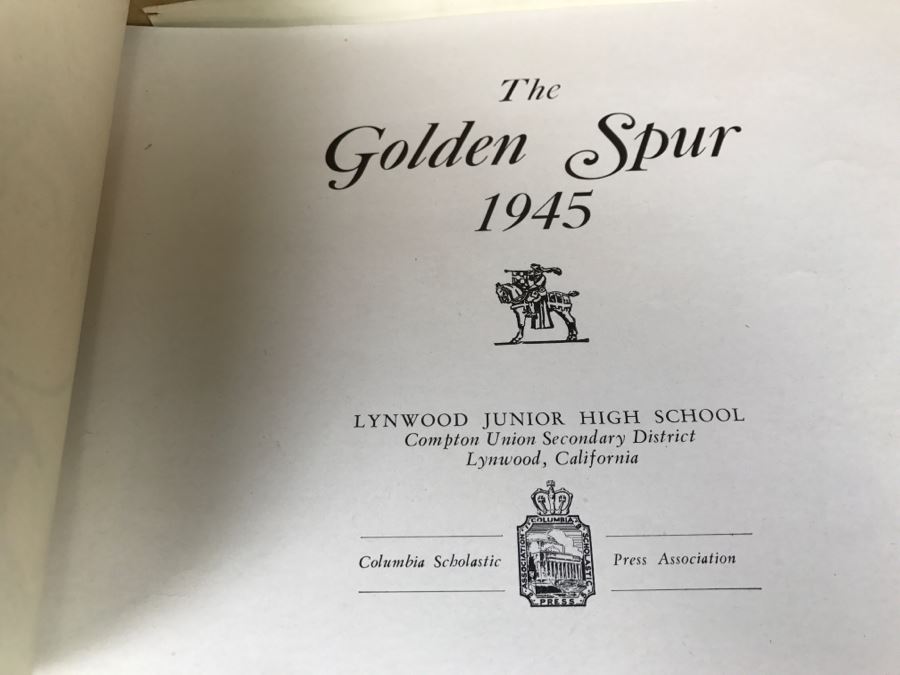 The
Golden Spur
1945
LYNWOOD JUNIOR HIGH SCHOOL
Compton Union Secondary District
Lynwood, California
Columbia Scholastic Press Association
COLUMBIA
SCHOLASTIC
PRESS
ASSOCIATION